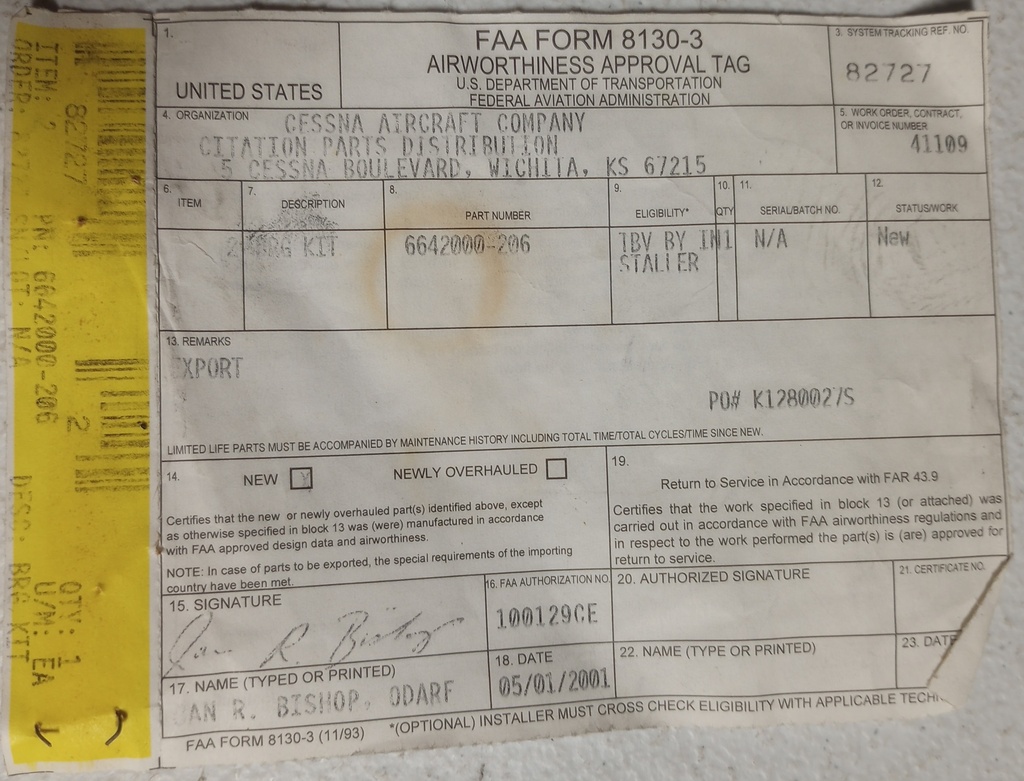 1.
UNITED STATES
FAA FORM 8130-3
AIRWORTHINESS APPROVAL TAG
U.S. DEPARTMENT OF TRANSPORTATION
FEDERAL AVIATION ADMINISTRATION
3. SYSTEM TRACKING REF. NO.
82727
4. ORGANIZATION
CESSNA AIRCRAFT COMPANY
CITATION PARTS DISTRIBUTION
5 CESSNA BOULEVARD, WICHITA, KS 67215
5. WORK ORDER, CONTRACT,
OR INVOICE NUMBER
41109
6. ITEM
7. DESCRIPTION
8. PART NUMBER
9. ELIGIBILITY*
10. QTY
11. SERIAL/BATCH NO.
12. STATUS/WORK
2 BRG KIT 6642000-206 TBV BY IN 1 N/A New
STALLER
13. REMARKS
EXPORT
PO# K1280027S
LIMITED LIFE PARTS MUST BE ACCOMPANIED BY MAINTENANCE HISTORY INCLUDING TOTAL TIME/TOTAL CYCLES/TIME SINCE NEW.
14. NEW NEWLY OVERHAULED
Certifies that the new or newly overhauled part(s) identified above, except
as otherwise specified in block 13 was (were) manufactured in accordance
with FAA approved design data and airworthiness.
NOTE: In case of parts to be exported, the special requirements of the importing
country have been met.
19.
Return to Service in Accordance with FAR 43.9
Certifies that the work specified in block 13 (or attached) was
carried out in accordance with FAA airworthiness regulations and
in respect to the work performed the part(s) is (are) approved for
return to service.
15. SIGNATURE
Jan R. Bishop
16. FAA AUTHORIZATION NO.
100129CE
17. NAME (TYPED OR PRINTED)
JAN R. BISHOP, ODARF
18. DATE
05/01/2001
20. AUTHORIZED SIGNATURE
21. CERTIFICATE NO.
22. NAME (TYPE OR PRINTED)
23. DATE
FAA FORM 8130-3 (11/93)
*(OPTIONAL) INSTALLER MUST CROSS CHECK ELIGIBILITY WITH APPLICABLE
82727
2
ITEM: 2 PN: 6642000-206 QTY: 1
N/A U/M: EA
DESC: BRG KIT